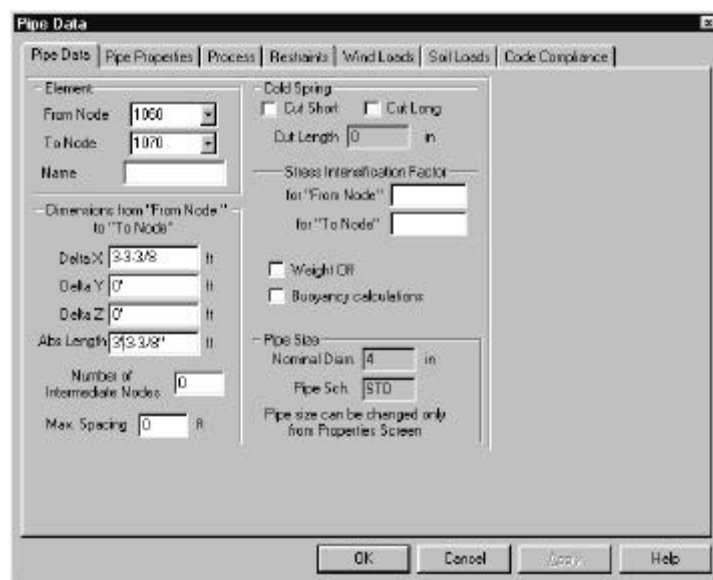 Pipe Data
Pipe Data Pipe Properties Process Restraints Wind Loads Soil Loads Code Compliance
Element
From Node 1060
To Node 1070
Name
Dimensions from "From Node" to "To Node"
Delta X 3-3-3/8 ft
Delta Y 0' ft
Delta Z 0' ft
Abs Length 3'3-3/8" ft
Number of Intermediate Nodes 0
Max. Spacing 0 ft
Cold Spring
Cut Short Cut Long
Cut Length 0 in
Stress Intensification Factor
for "From Node"
for "To Node"
Weight Off
Buoyancy calculations
Pipe Size
Nominal Diam. 4 in
Pipe Sch. STD
Pipe size can be changed only
from Properties Screen
OK Cancel Apply Help